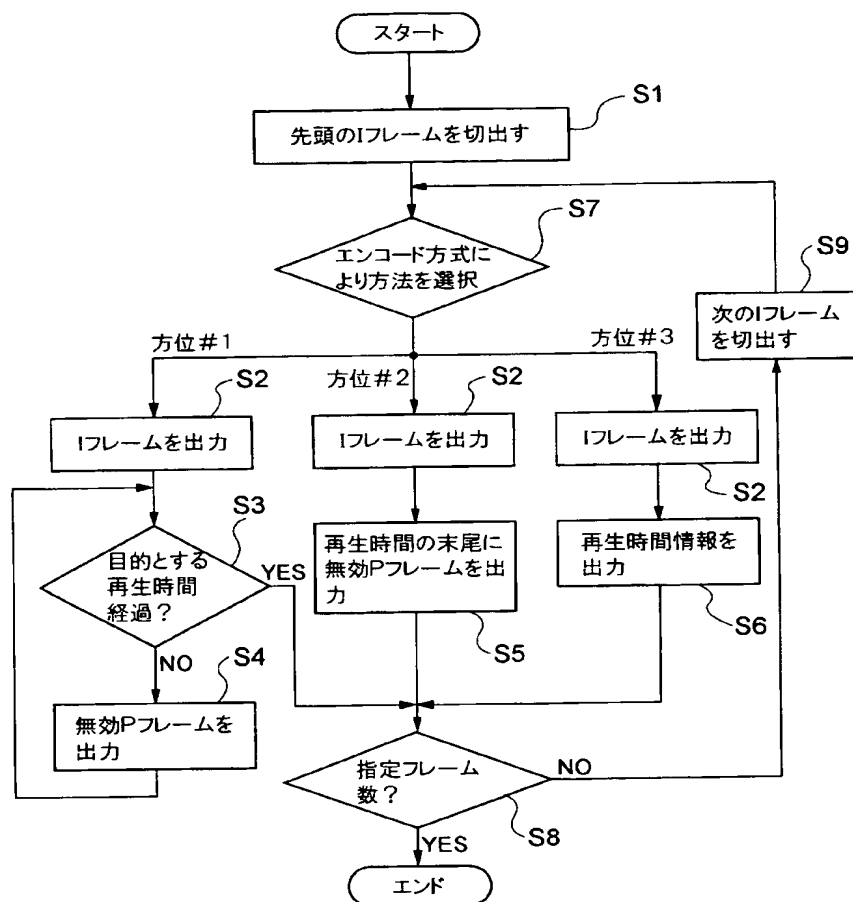 スタート
S1
先頭のIフレームを切出す
S7
エンコード方式に
より方法を選択
S9
次のIフレーム
を切出す
方位#1
方位#2
方位#3
S2
Iフレームを出力
S2
Iフレームを出力
Iフレームを出力
S2
S3
目的とする
再生時間
経過?
YES
NO
再生時間の末尾に
無効Pフレームを出
力
S5
再生時間情報を
出力
S6
S4
無効Pフレームを
出力
指定フレーム
数?
NO
S8
YES
エンド